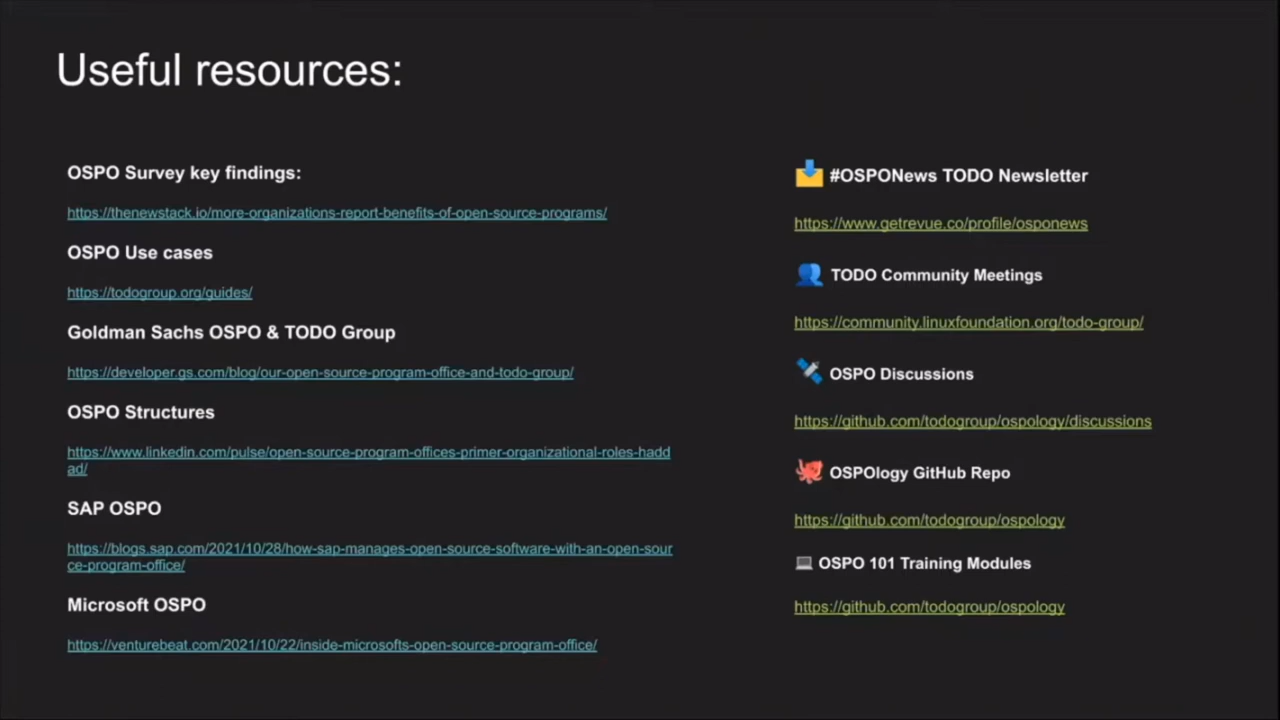 Useful resources:
OSPO Survey key findings:
https://thenewstack.io/more-organizations-report-benefits-of-open-source-programs/
OSPO Use cases
https://todogroup.org/guides/
Goldman Sachs OSPO & TODO Group
https://developer.gs.com/blog/our-open-source-program-office-and-todo-group/
OSPO Structures
https://www.linkedin.com/pulse/open-source-program-offices-primer-organizational-roles-hadd
ad/
SAP OSPO
https://blogs.sap.com/2021/10/28/how-sap-manages-open-source-software-with-an-open-sour
ce-program-office/
Microsoft OSPO
https://venturebeat.com/2021/10/22/inside-microsofts-open-source-program-office/
#OSPONews TODO Newsletter
https://www.getrevue.co/profile/osponews
TODO Community Meetings
https://community.linuxfoundation.org/todo-group/
OSPO Discussions
https://github.com/todogroup/ospology/discussions
OSPOlogy GitHub Repo
https://github.com/todogroup/ospology
OSPO 101 Training Modules
https://github.com/todogroup/ospology